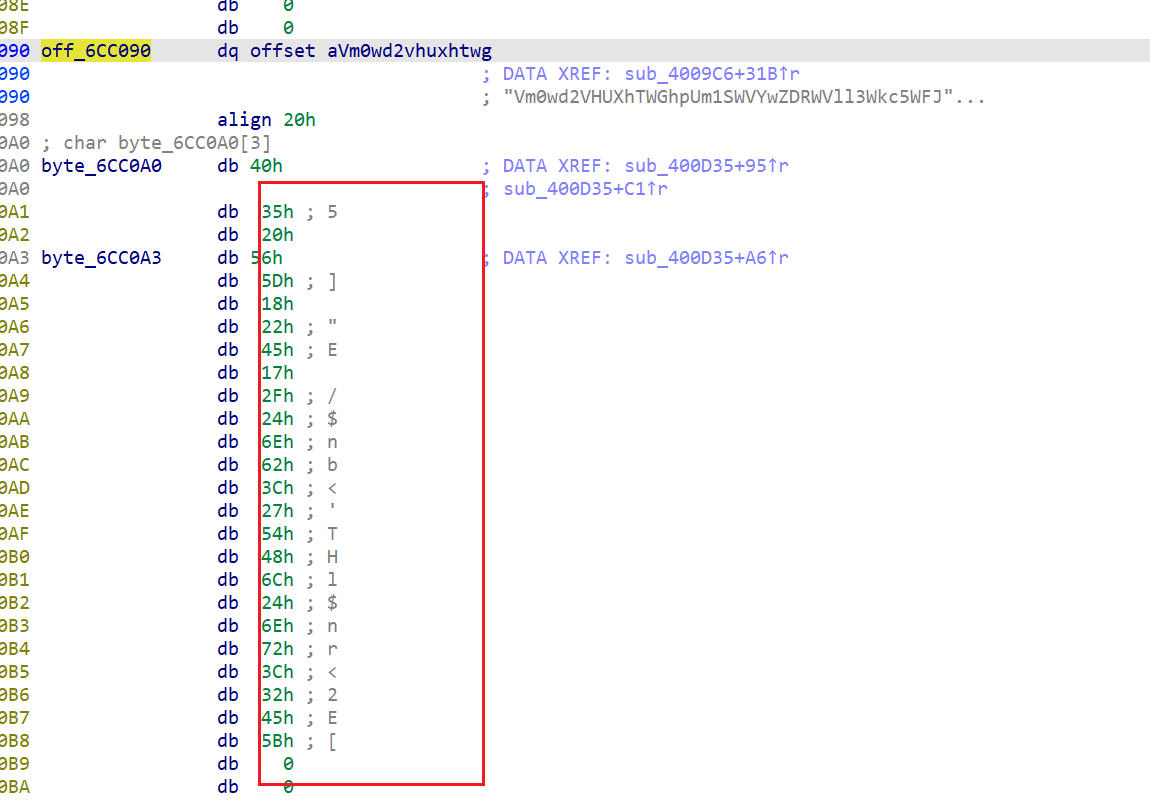 08E db 0
08F db 0
090 off_6CC090 dq offset aVm0wd2vhuxhtwg
090 ; DATA XREF: sub_4009C6+31B↑r
090 ; "Vm0wd2VHUXhTWGhpUm1SWVYwZDRWVll3Wkc5WFJ"...
098 align 20h
0A0 ; char byte_6CC0A0[3]
0A0 byte_6CC0A0 db 40h ; DATA XREF: sub_400D35+95↑r
0A0 ; sub_400D35+C1↑r
0A1 db 35h ; 5
0A2 db 20h
0A3 byte_6CC0A3 db 56h ; DATA XREF: sub_400D35+A6↑r
0A4 db 5Dh ; ]
0A5 db 18h
0A6 db 22h ; "
0A7 db 45h ; E
0A8 db 17h
0A9 db 2Fh ; /
0AA db 24h ; $
0AB db 6Eh ; n
0AC db 62h ; b
0AD db 3Ch ; <
0AE db 27h ; '
0AF db 54h ; T
0B0 db 48h ; H
0B1 db 6Ch ; l
0B2 db 24h ; $
0B3 db 6Eh ; n
0B4 db 72h ; r
0B5 db 3Ch ; <
0B6 db 32h ; 2
0B7 db 45h ; E
0B8 db 5Bh ; [
0B9 db 0
0BA db 0